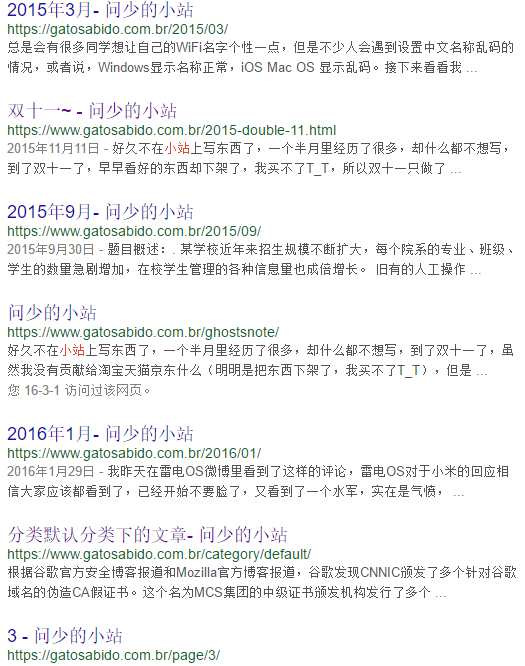 2015年3月- 问少的小站
https://gatosabido.com.br/2015/03/
总是会有很多同学想让自己的WiFi名字个性一点，但是不少人会遇到设置中文名称乱码的
情况，或者说，Windows显示名称正常，iOS Mac OS 显示乱码。接下来看看我 ...
双十一~ - 问少的小站
https://www.gatosabido.com.br/2015-double-11.html
2015年11月11日 - 好久不在小站上写东西了，一个半月里经历了很多，却什么都不想写，
到了双十一了，早早看好的东西却下架了，我买不了T_T，所以双十一只做了 ...
2015年9月- 问少的小站
https://www.gatosabido.com.br/2015/09/
2015年9月30日 - 题目概述：. 某学校近年来招生规模不断扩大，每个院系的专业、班级、
学生的数量急剧增加，在校学生管理的各种信息量也成倍增长。 旧有的人工操作 ...
问少的小站
https://www.gatosabido.com.br/ghostsnote/
好久不在小站上写东西了，一个半月里经历了很多，却什么都不想写，到了双十一了，虽
然我没有贡献给淘宝天猫京东什么（明明是把东西下架了，我买不了T_T），但是 ...
您 16-3-1 访问过该网页。
2016年1月- 问少的小站
https://www.gatosabido.com.br/2016/01/
2016年1月29日 - 我昨天在雷电OS微博里看到了这样的评论，雷电OS对于小米的回应相
信大家应该都看到了，已经开始不要脸了，又看到了一个水军，实在是气愤， ...
分类默认分类下的文章- 问少的小站
https://www.gatosabido.com.br/category/default/
根据谷歌官方安全博客报道和Mozilla官方博客报道，谷歌发现CNNIC颁发了多个针对谷歌
域名的伪造CA假证书。这个名为MCS集团的中级证书颁发机构发行了多个 ...
3 - 问少的小站
https://gatosabido.com.br/page/3/